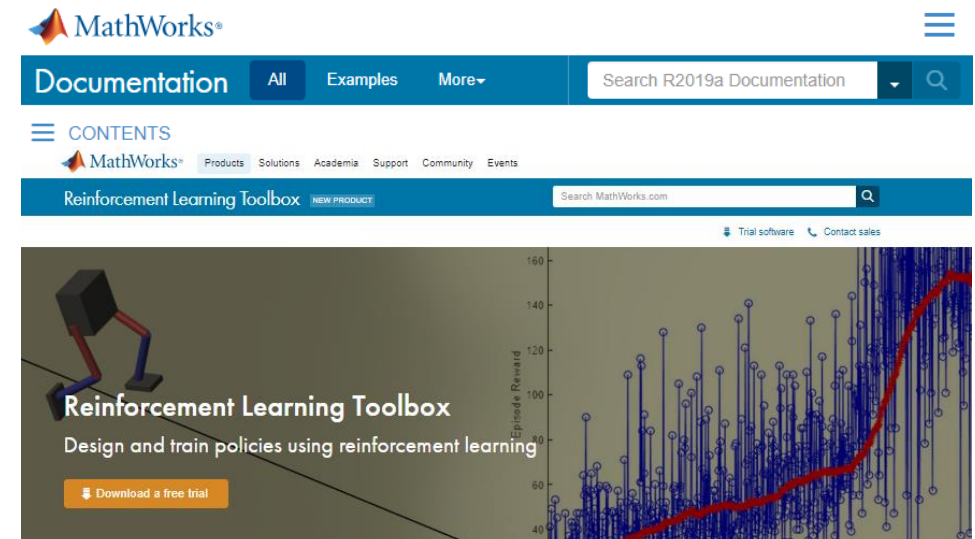 MathWorks®
Documentation All Examples More Search R2019a Documentation
CONTENTS
MathWorks® Products Solutions Academia Support Community Events
Reinforcement Learning Toolbox NEW PRODUCT Search MathWorks.com
Trial software Contact sales
160
140
120
100
80
60
40
Episode Reward
Reinforcement Learning Toolbox
Design and train policies using reinforcement learning
Download a free trial